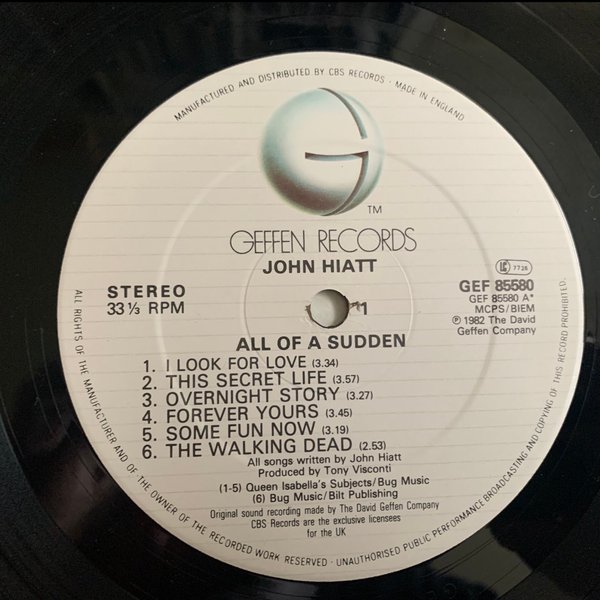 MANUFACTURED AND DISTRIBUTED BY CBS RECORDS · MADE IN ENGLAND
TM
GEFFEN RECORDS
JOHN HIATT
STEREO
33⅓ RPM
LC 7726
GEF 85580
GEF 85580 A*
MCPS/BIEM
℗ 1982 The David
Geffen Company
1
ALL OF A SUDDEN
1. I LOOK FOR LOVE (3.34)
2. THIS SECRET LIFE (3.57)
3. OVERNIGHT STORY (3.27)
4. FOREVER YOURS (3.45)
5. SOME FUN NOW (3.19)
6. THE WALKING DEAD (2.53)
All songs written by John Hiatt
Produced by Tony Visconti
(1-5) Queen Isabella's Subjects/Bug Music
(6) Bug Music/Bilt Publishing
Original sound recording made by The David Geffen Company
CBS Records are the exclusive licensees
for the UK
ALL RIGHTS OF THE MANUFACTURER AND OF THE OWNER OF THE RECORDED WORK RESERVED · UNAUTHORISED PUBLIC PERFORMANCE BROADCASTING AND COPYING OF THIS RECORD PROHIBITED.